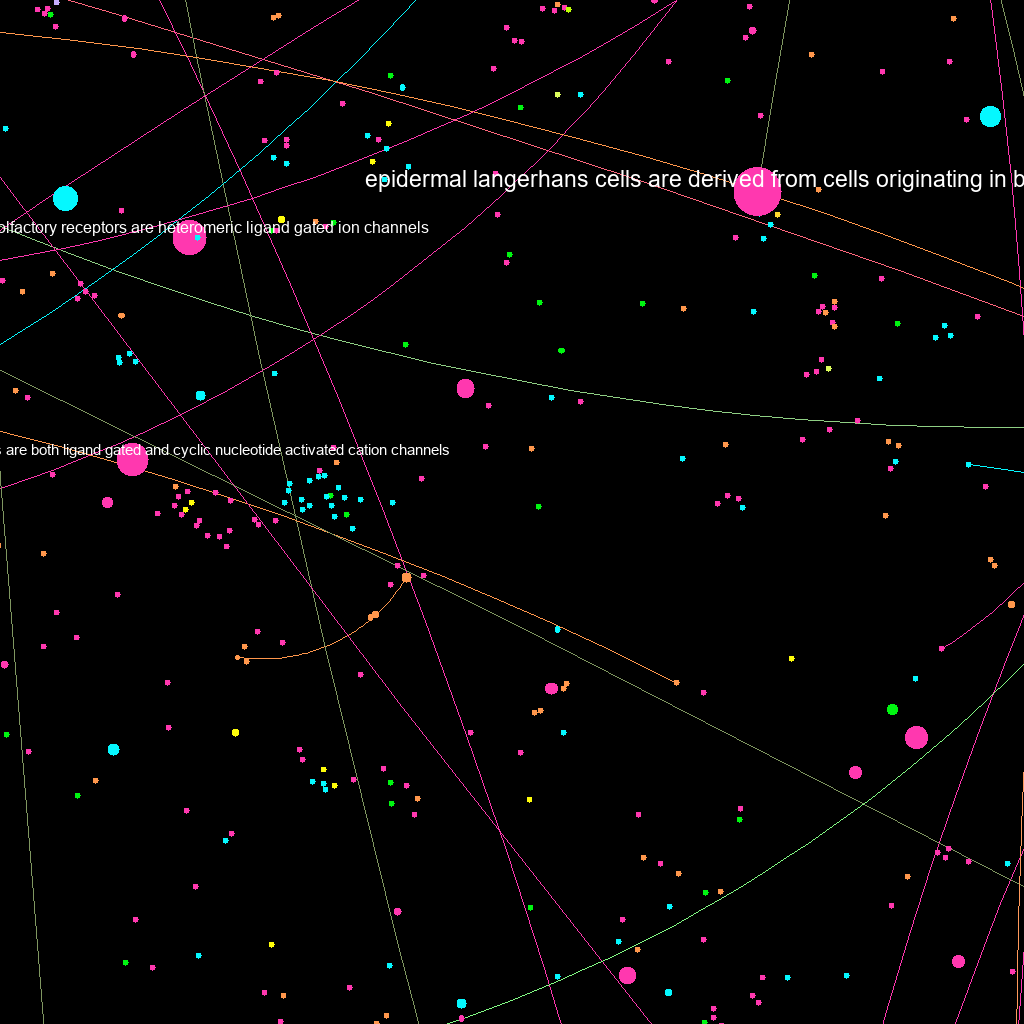 epidermal langerhans cells are derived from cells originating in
olfactory receptors are heteromeric ligand gated ion channels
are both ligand gated and cyclic nucleotide activated cation channels